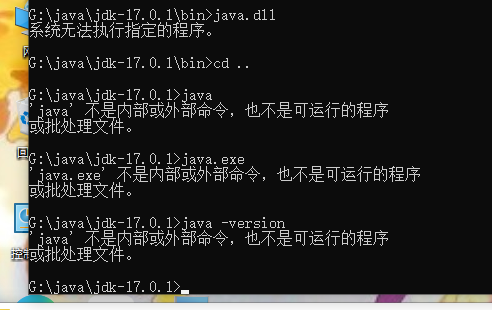 G:\java\jdk-17.0.1\bin>java.dll
系统无法执行指定的程序。
G:\java\jdk-17.0.1\bin>cd ..
G:\java\jdk-17.0.1>java
'java' 不是内部或外部命令，也不是可运行的程序
或批处理文件。
G:\java\jdk-17.0.1>java.exe
'java.exe' 不是内部或外部命令，也不是可运行的程序
或批处理文件。
G:\java\jdk-17.0.1>java -version
'java' 不是内部或外部命令，也不是可运行的程序
或批处理文件。
G:\java\jdk-17.0.1>